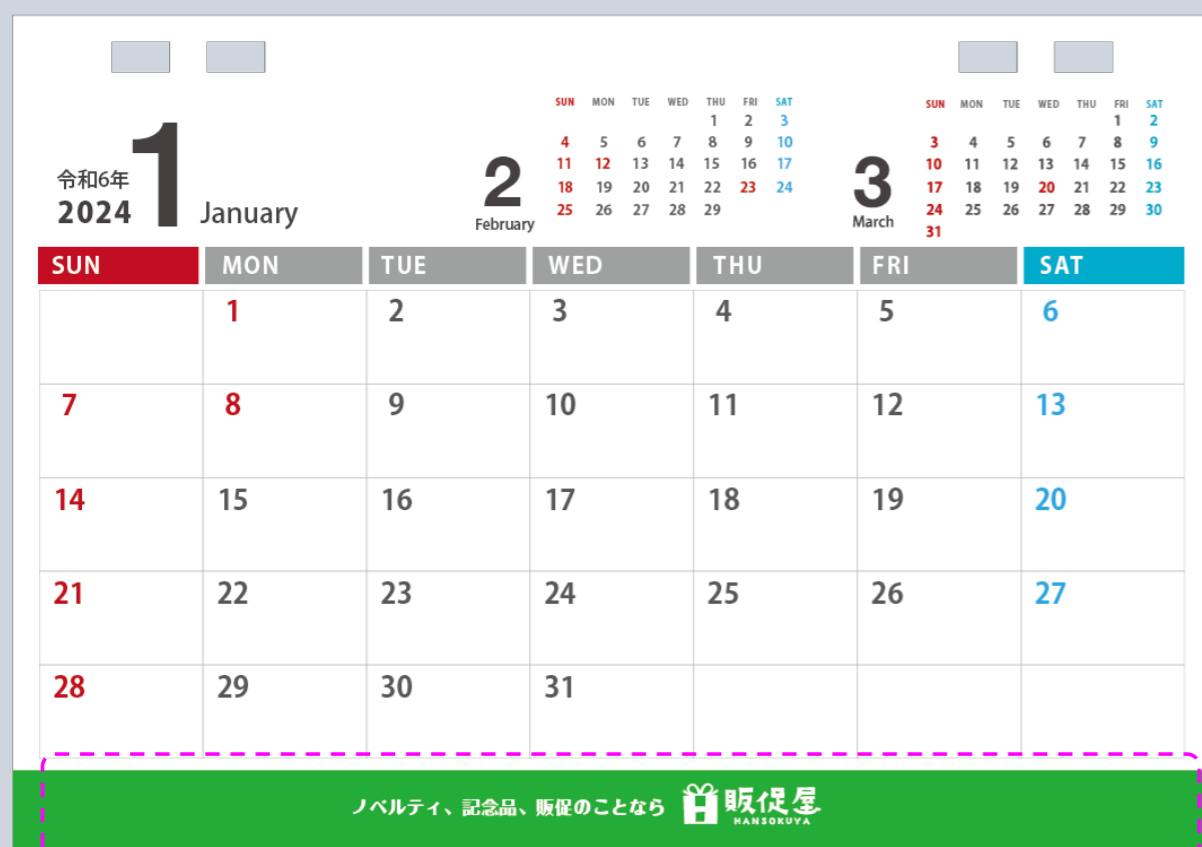 令和6年
2024
1
January
2
February
SUN MON TUE WED THU FRI SAT
1 2 3
4 5 6 7 8 9 10
11 12 13 14 15 16 17
18 19 20 21 22 23 24
25 26 27 28 29
3
March
SUN MON TUE WED THU FRI SAT
1 2
3 4 5 6 7 8 9
10 11 12 13 14 15 16
17 18 19 20 21 22 23
24 25 26 27 28 29 30
31
SUN MON TUE WED THU FRI SAT
1 2 3 4 5 6
7 8 9 10 11 12 13
14 15 16 17 18 19 20
21 22 23 24 25 26 27
28 29 30 31
ノベルティ、記念品、販促のことなら 販促屋
HANSOKUYA